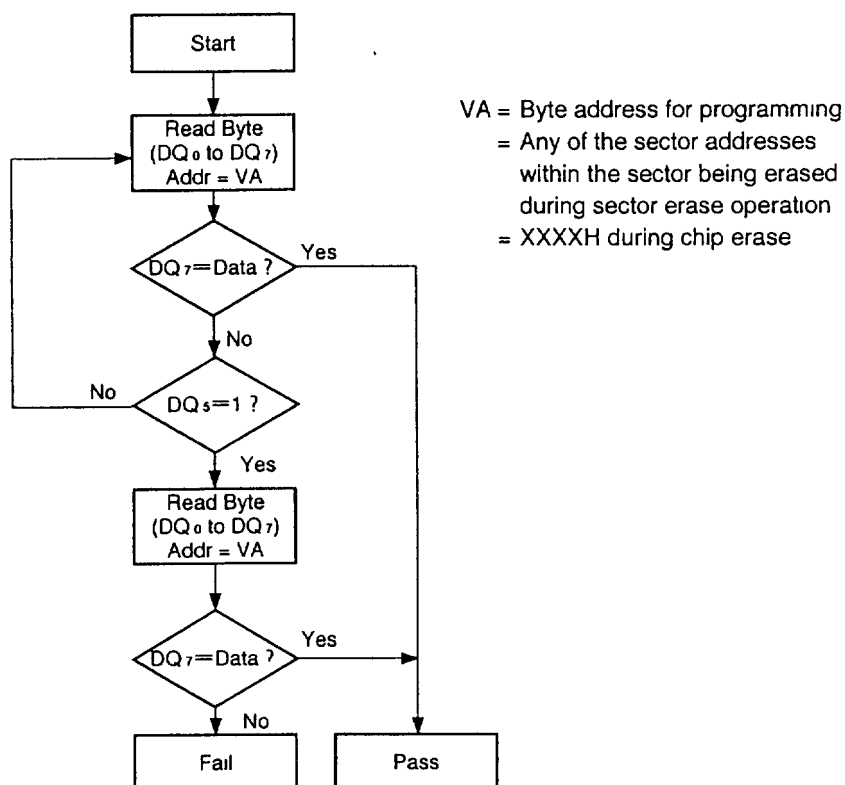 Start
Read Byte
(DQ0 to DQ7)
Addr = VA
DQ7=Data ?
Yes
No
DQ5=1 ?
No
Yes
Read Byte
(DQ0 to DQ7)
Addr = VA
DQ7=Data ?
Yes
No
Fail
Pass
VA = Byte address for programming
= Any of the sector addresses
within the sector being erased
during sector erase operation
= XXXXH during chip erase